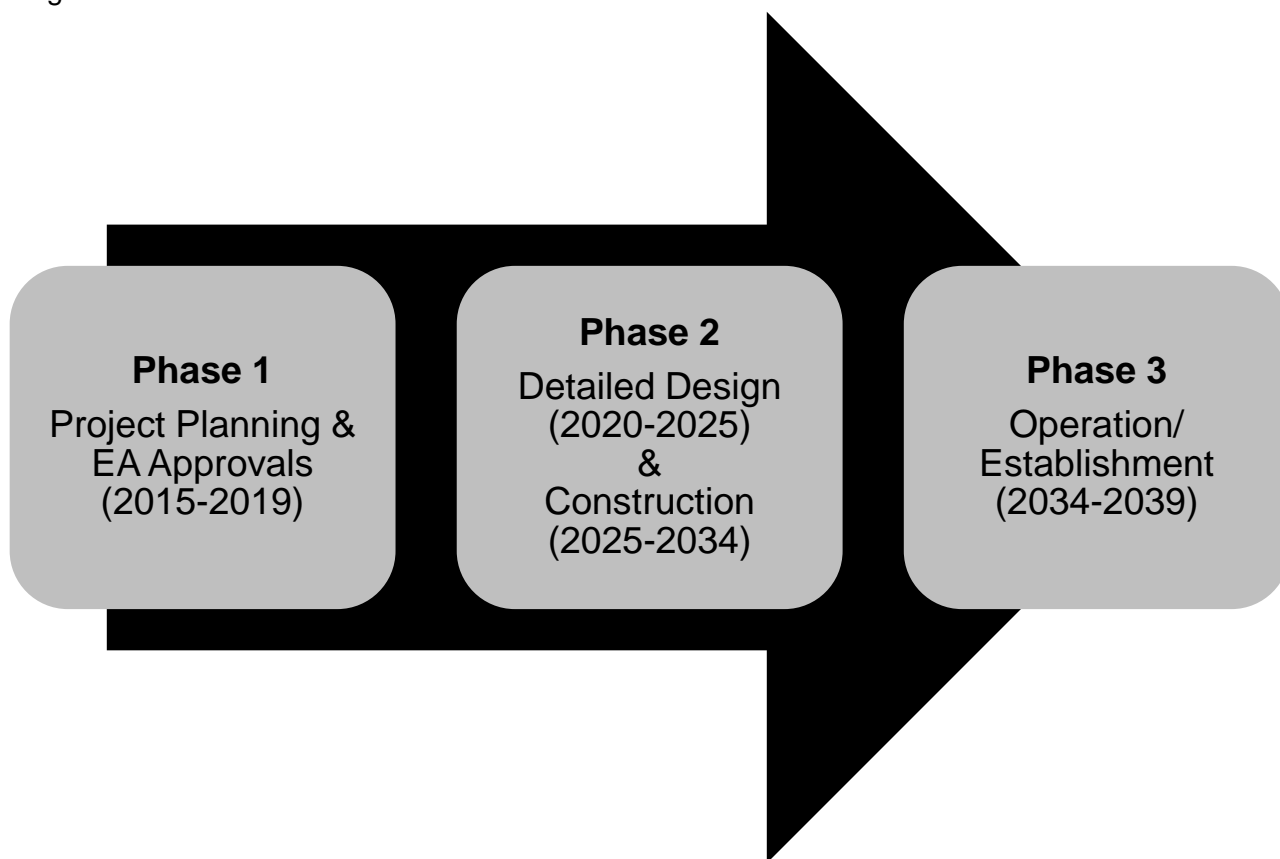 Phase 1
Project Planning &
EA Approvals
(2015-2019)
Phase 2
Detailed Design
(2020-2025)
&
Construction
(2025-2034)
Phase 3
Operation/
Establishment
(2034-2039)